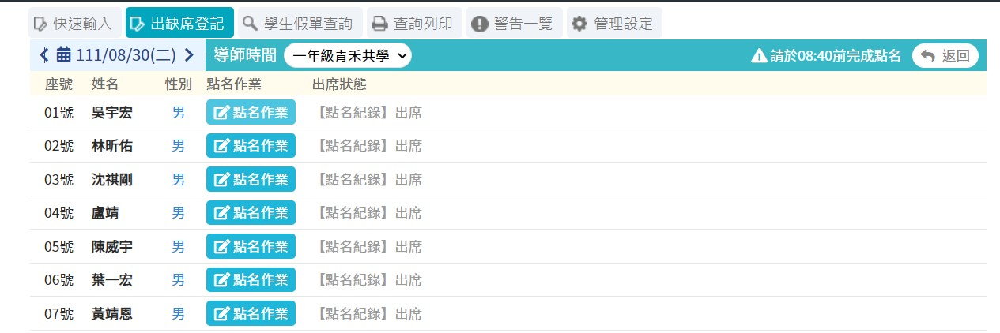 快速輸入 出缺席登記 學生假單查詢 查詢列印 警告一覽 管理設定
111/08/30(二) 導師時間 一年級青禾共學 請於08:40前完成點名 返回
座號 姓名 性別 點名作業 出席狀態
01號 吳宇宏 男 點名作業 【點名紀錄】出席
02號 林昕佑 男 點名作業 【點名紀錄】出席
03號 沈祺剛 男 點名作業 【點名紀錄】出席
04號 盧靖 男 點名作業 【點名紀錄】出席
05號 陳威宇 男 點名作業 【點名紀錄】出席
06號 葉一宏 男 點名作業 【點名紀錄】出席
07號 黃靖恩 男 點名作業 【點名紀錄】出席